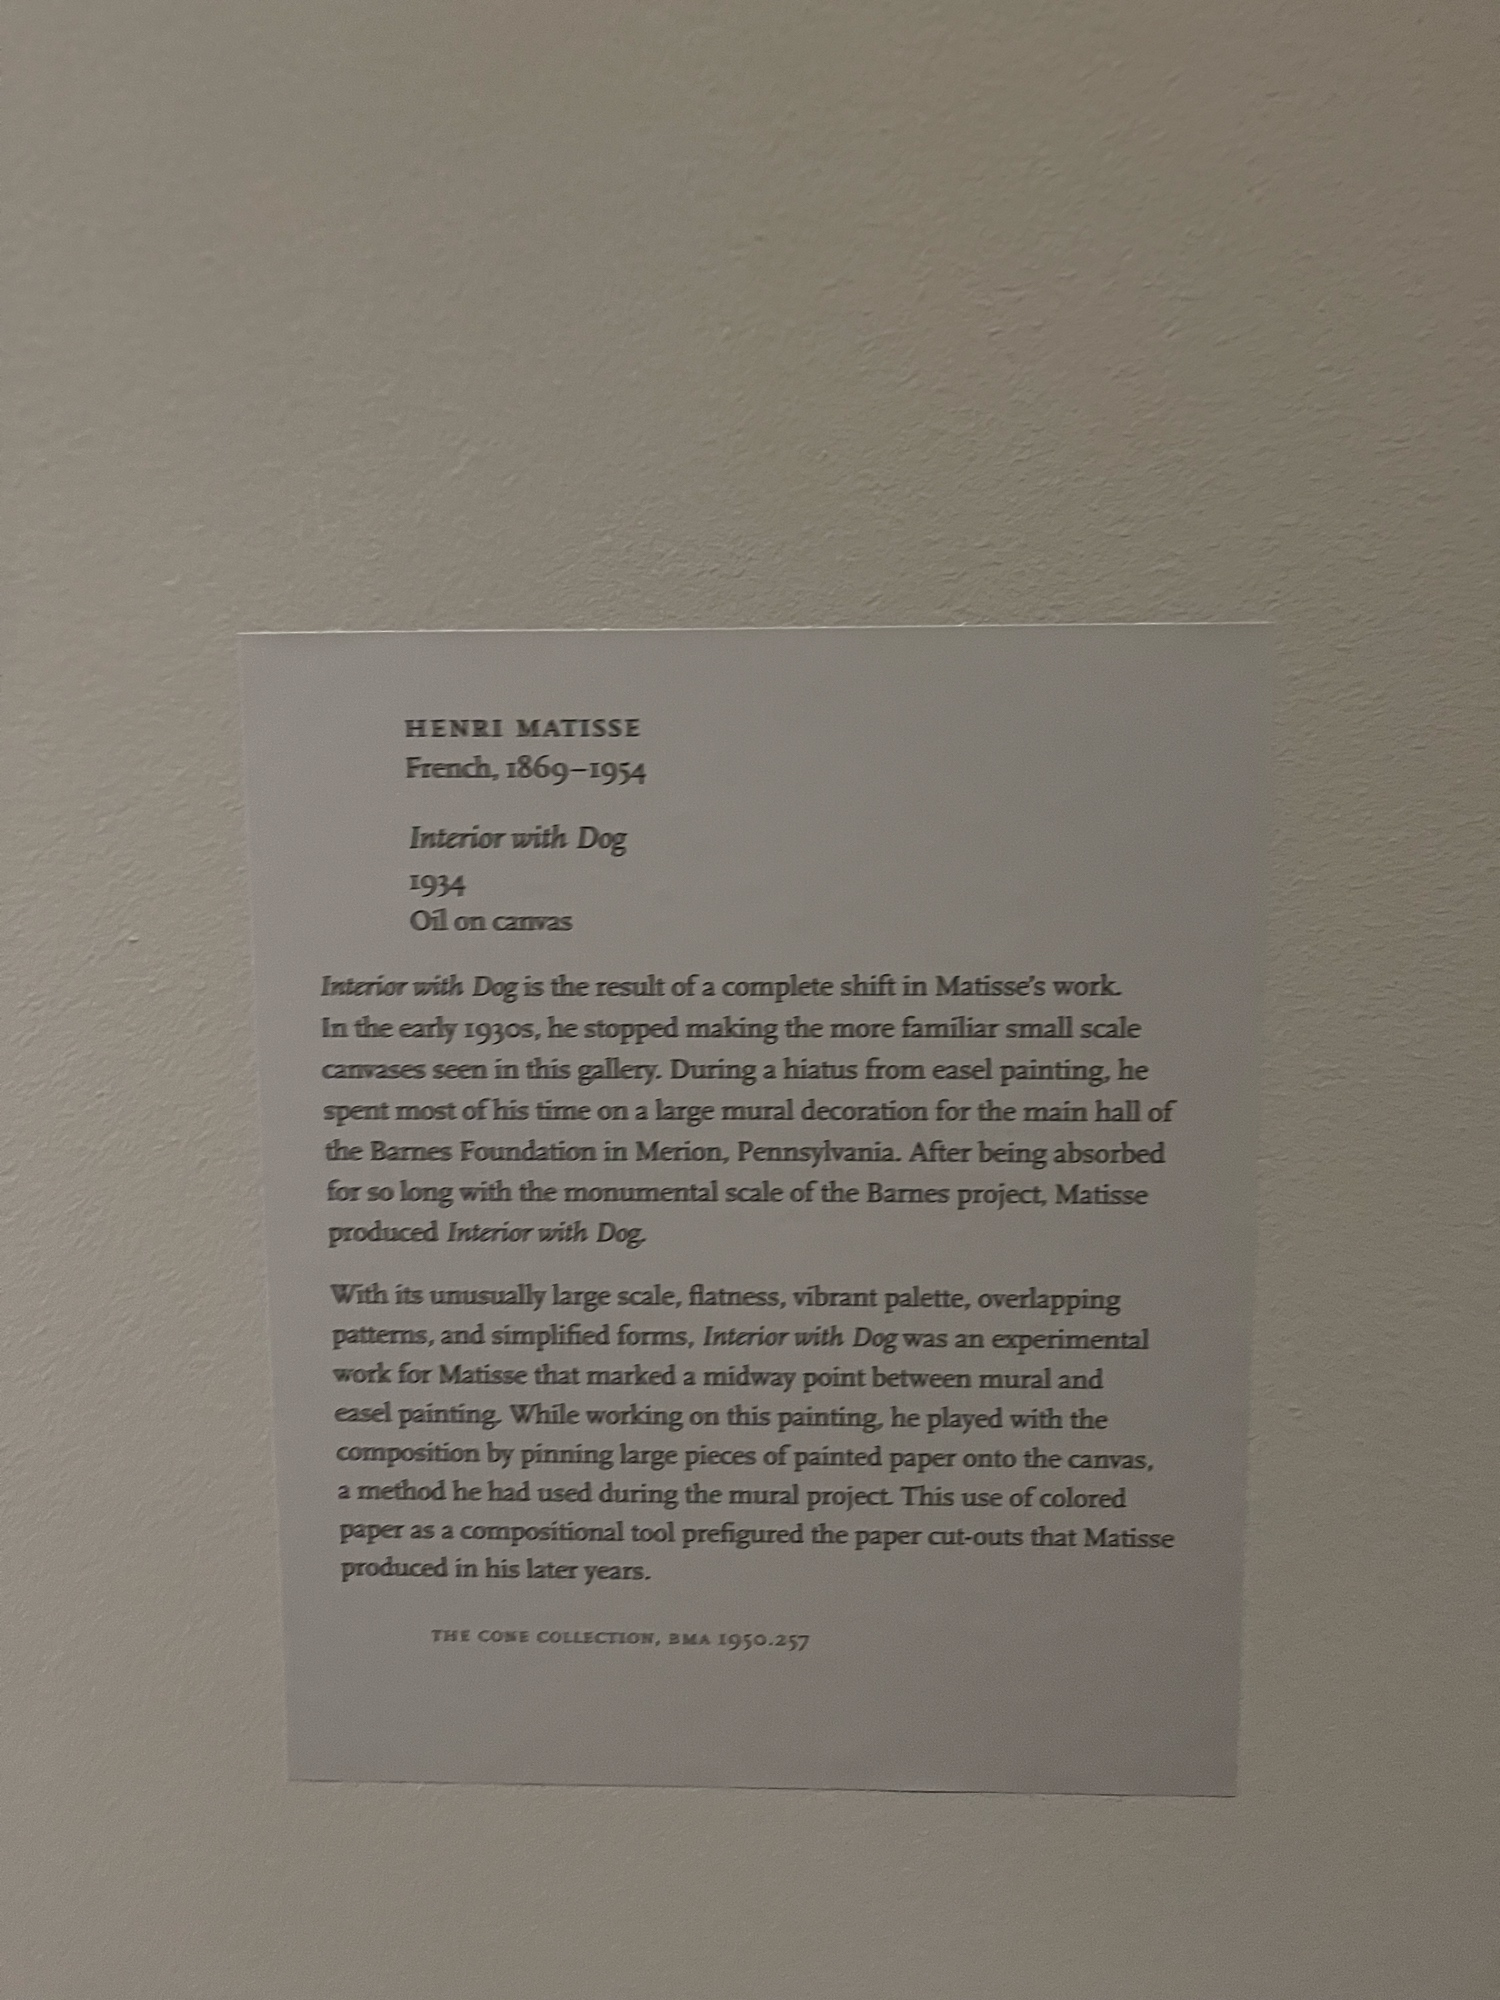 HENRI MATISSE
French, 1869–1954
Interior with Dog
1934
Oil on canvas
Interior with Dog is the result of a complete shift in Matisse's work.
In the early 1930s, he stopped making the more familiar small scale
canvases seen in this gallery. During a hiatus from easel painting, he
spent most of his time on a large mural decoration for the main hall of
the Barnes Foundation in Merion, Pennsylvania. After being absorbed
for so long with the monumental scale of the Barnes project, Matisse
produced Interior with Dog.
With its unusually large scale, flatness, vibrant palette, overlapping
patterns, and simplified forms, Interior with Dog was an experimental
work for Matisse that marked a midway point between mural and
easel painting. While working on this painting, he played with the
composition by pinning large pieces of painted paper onto the canvas,
a method he had used during the mural project. This use of colored
paper as a compositional tool prefigured the paper cut-outs that Matisse
produced in his later years.
THE CONE COLLECTION, BMA 1950.257